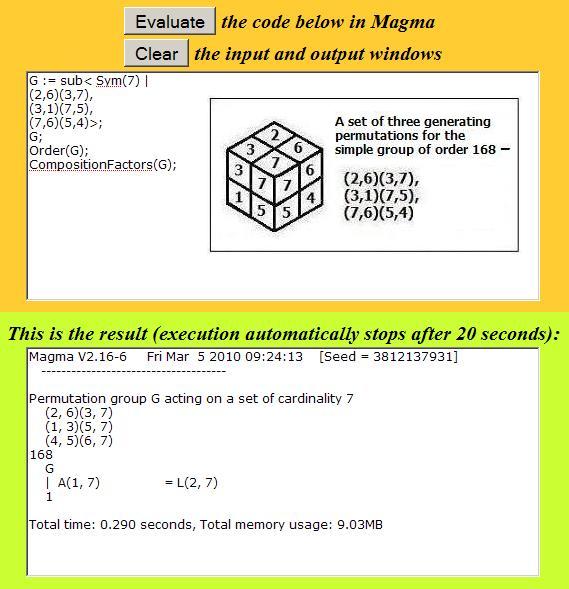 Evaluate the code below in Magma
Clear the input and output windows
G := sub< Sym(7) |
(2,6)(3,7),
(3,1)(7,5),
(7,6)(5,4)>;
G;
Order(G);
CompositionFactors(G);
2
3 6
7
3 6
7 7
1 4
5 5
A set of three generating
permutations for the
simple group of order 168 –
(2,6)(3,7),
(3,1)(7,5),
(7,6)(5,4)
This is the result (execution automatically stops after 20 seconds):
Magma V2.16-6 Fri Mar 5 2010 09:24:13 [Seed = 3812137931]
-------------------------------------
Permutation group G acting on a set of cardinality 7
(2, 6)(3, 7)
(1, 3)(5, 7)
(4, 5)(6, 7)
168
G
| A(1, 7) = L(2, 7)
1
Total time: 0.290 seconds, Total memory usage: 9.03MB